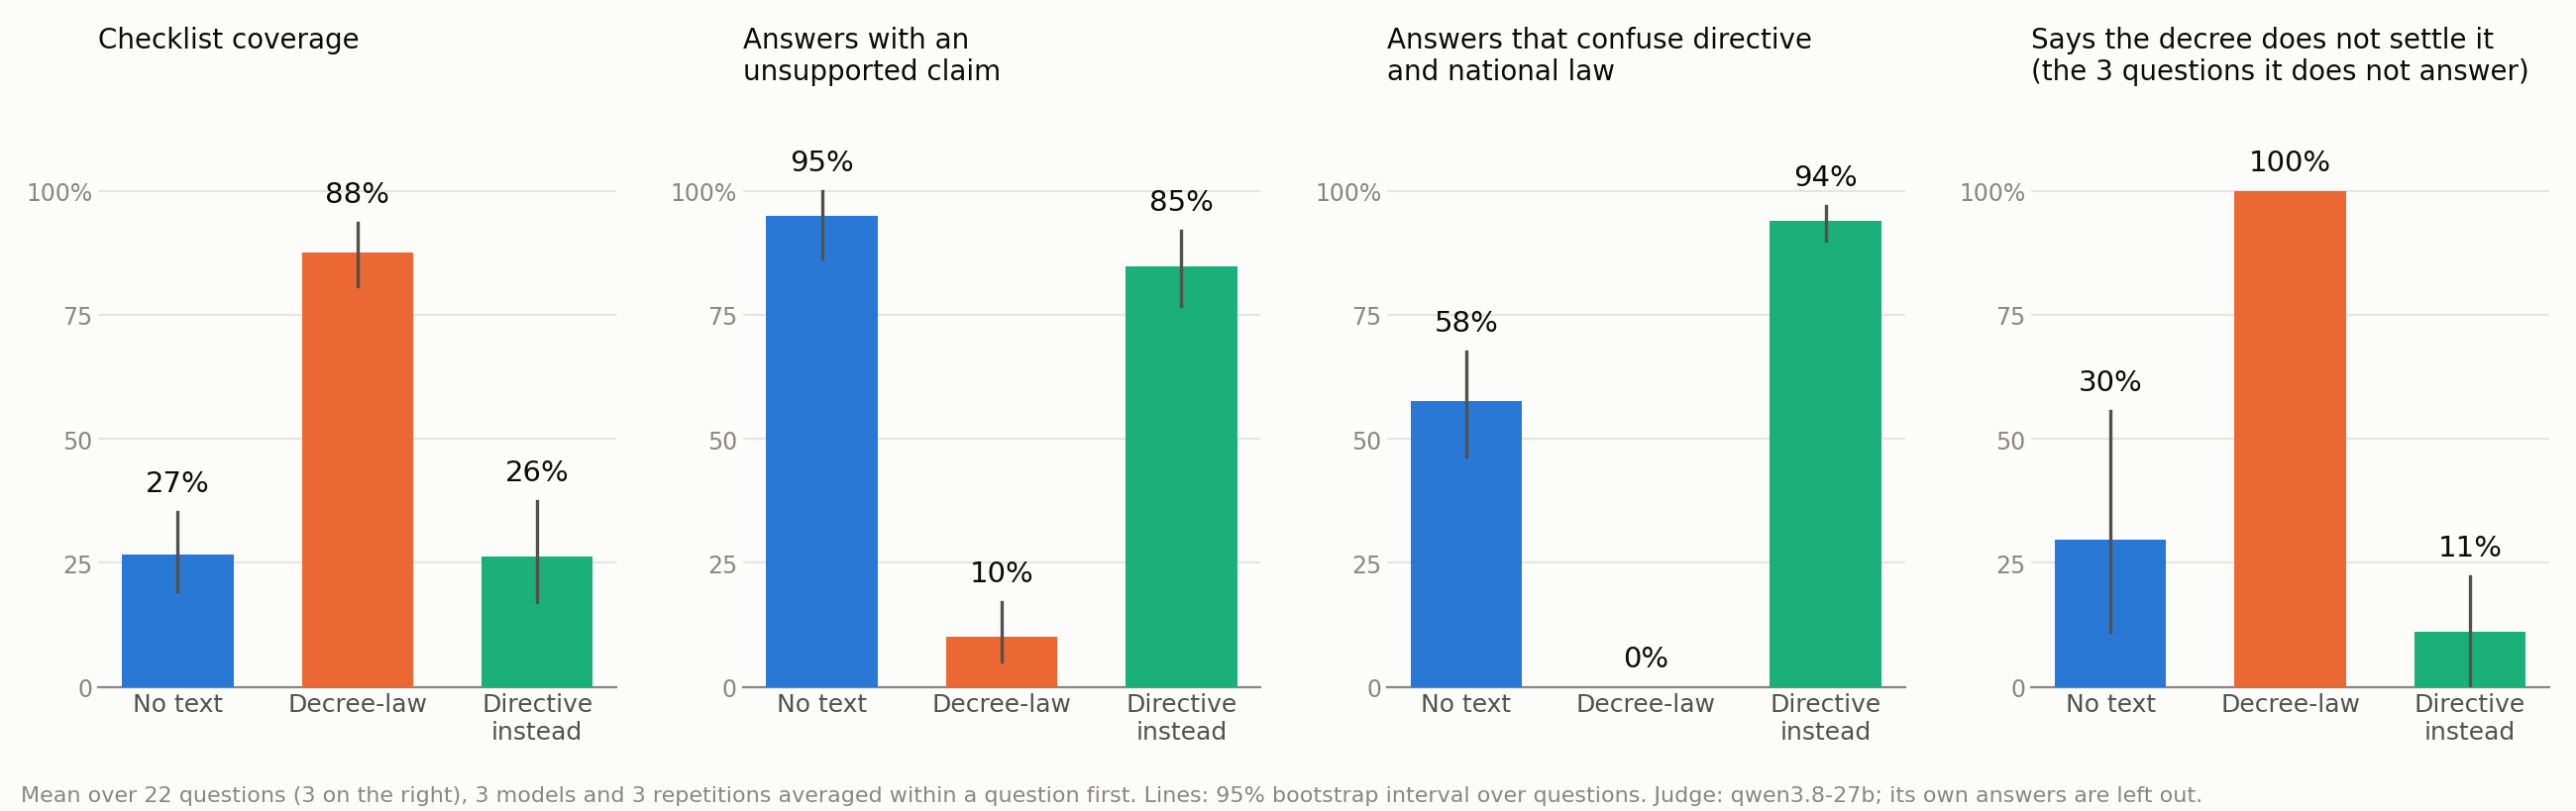 Checklist coverage
100%
75
50
25
0
27%
88%
26%
No text
Decree-law
Directive
instead
Answers with an
unsupported claim
100%
75
50
25
0
95%
10%
85%
No text
Decree-law
Directive
instead
Answers that confuse directive
and national law
100%
75
50
25
0
58%
0%
94%
No text
Decree-law
Directive
instead
Says the decree does not settle it
(the 3 questions it does not answer)
100%
75
50
25
0
30%
100%
11%
No text
Decree-law
Directive
instead
Mean over 22 questions (3 on the right), 3 models and 3 repetitions averaged within a question first. Lines: 95% bootstrap interval over questions. Judge: qwen3.8-27b; its own answers are left out.